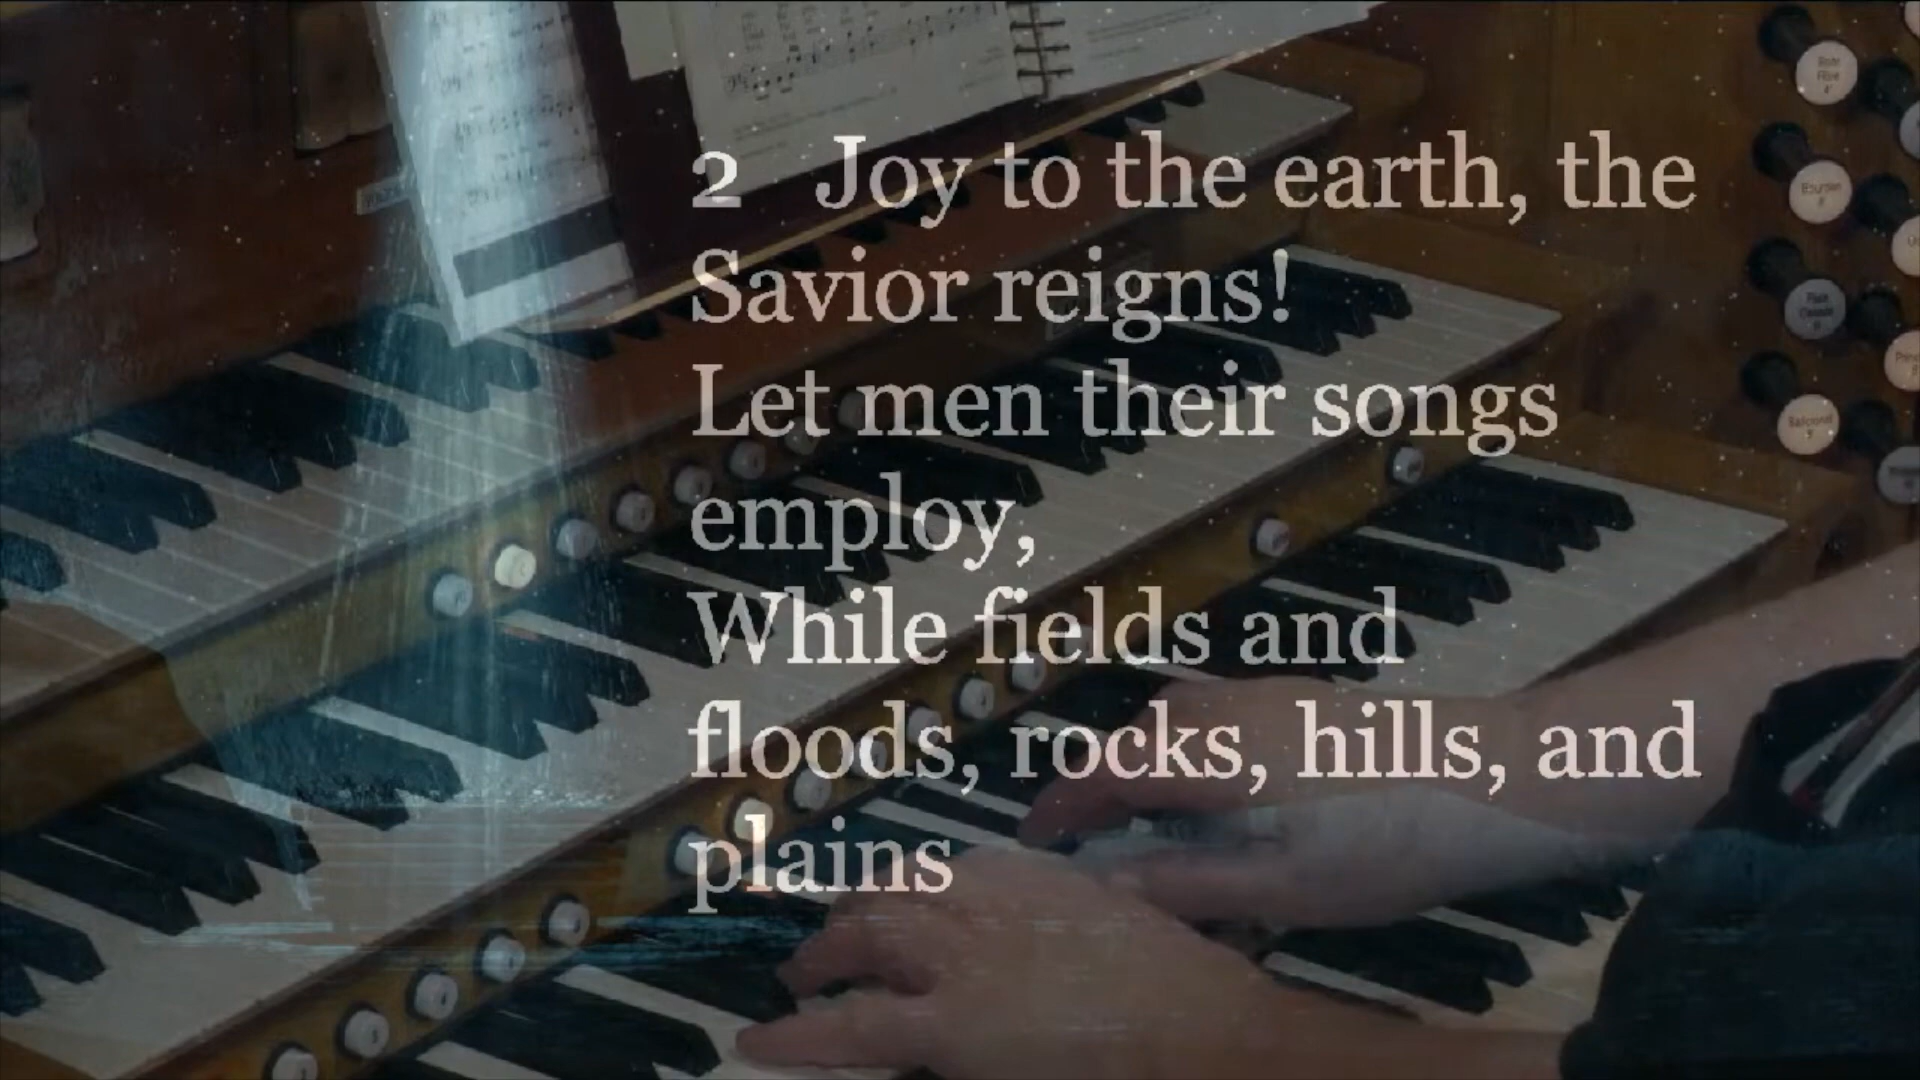 2 Joy to the earth, the
Savior reigns!
Let men their songs
employ,
While fields and
floods, rocks, hills, and
plains